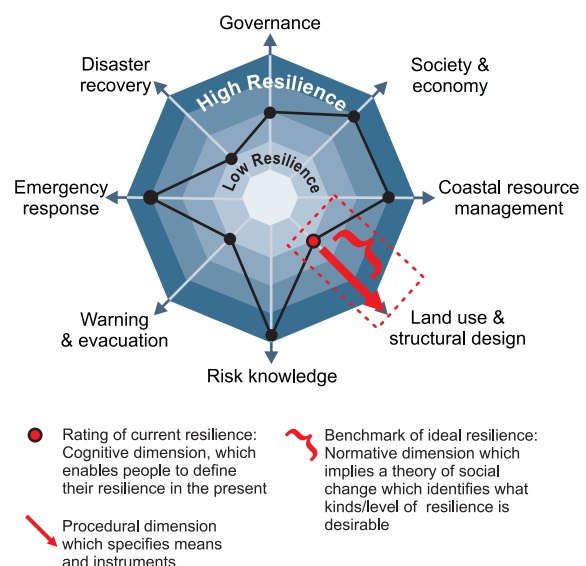 Governance
Disaster
recovery
Society &
economy
High Resilience
Low Resilience
Emergency
response
Coastal resource
management
Warning
& evacuation
Land use &
structural design
Risk knowledge
Rating of current resilience:
Cognitive dimension, which
enables people to define
their resilience in the present
Procedural dimension
which specifies means
and instruments
Benchmark of ideal resilience:
Normative dimension which
implies a theory of social
change which identifies what
kinds/level of resilience is
desirable